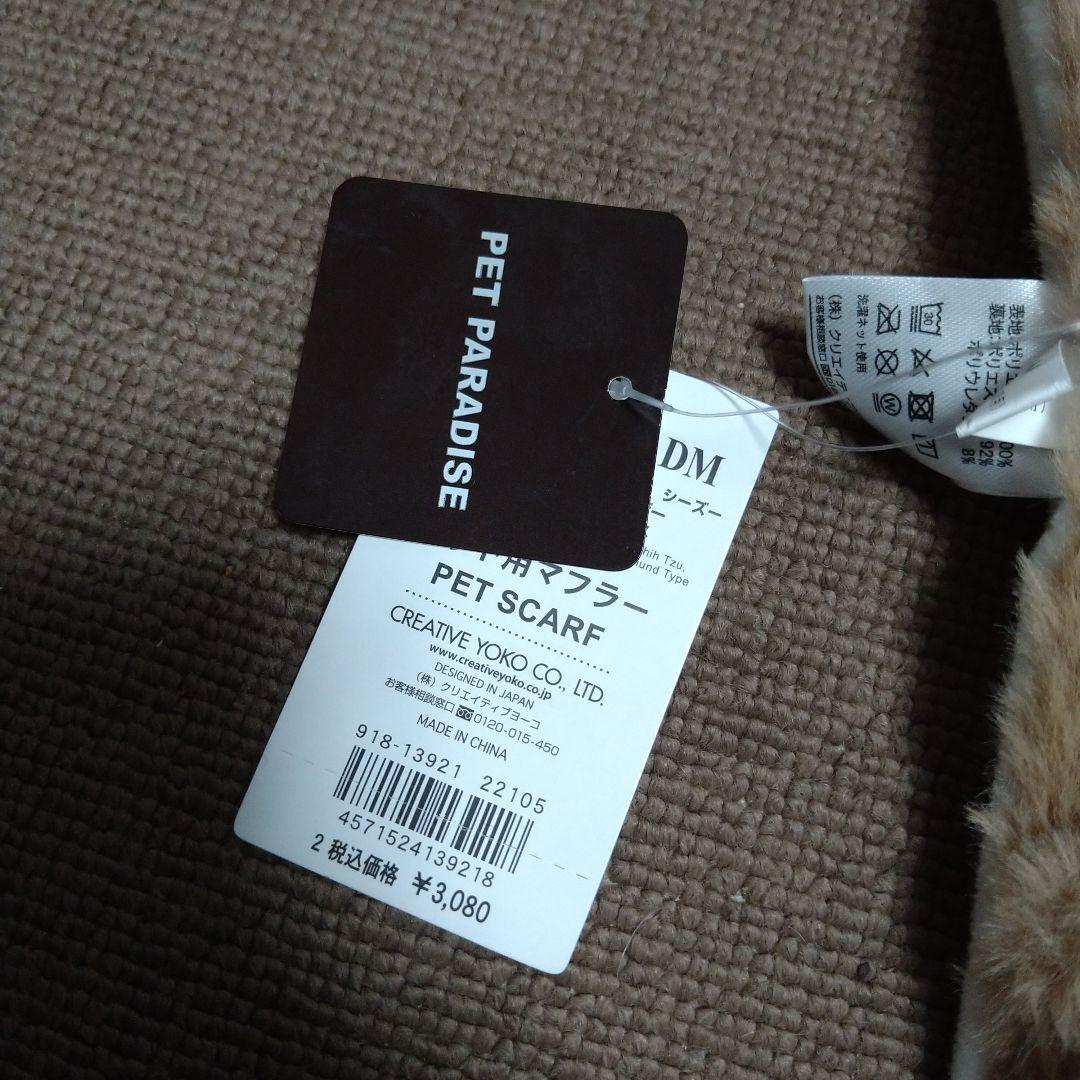 PET PARADISE
DM
シーズー
hih Tzu,
und Type
ト用マフラー
PET SCARF
CREATIVE YOKO CO., LTD.
www.creativeyoko.co.jp
DESIGNED IN JAPAN
(株)クリエイティブヨーコ
お客様相談窓口 0120-015-450
MADE IN CHINA
918-13921 22105
4571524139218
2 税込価格 ¥3,080
表地 ポリエ
00%
裏地:ポリエス
92%
ポリウレタ
8%
30
W
洗濯ネット使用
(株)クリエイテ
お客様相談窓口